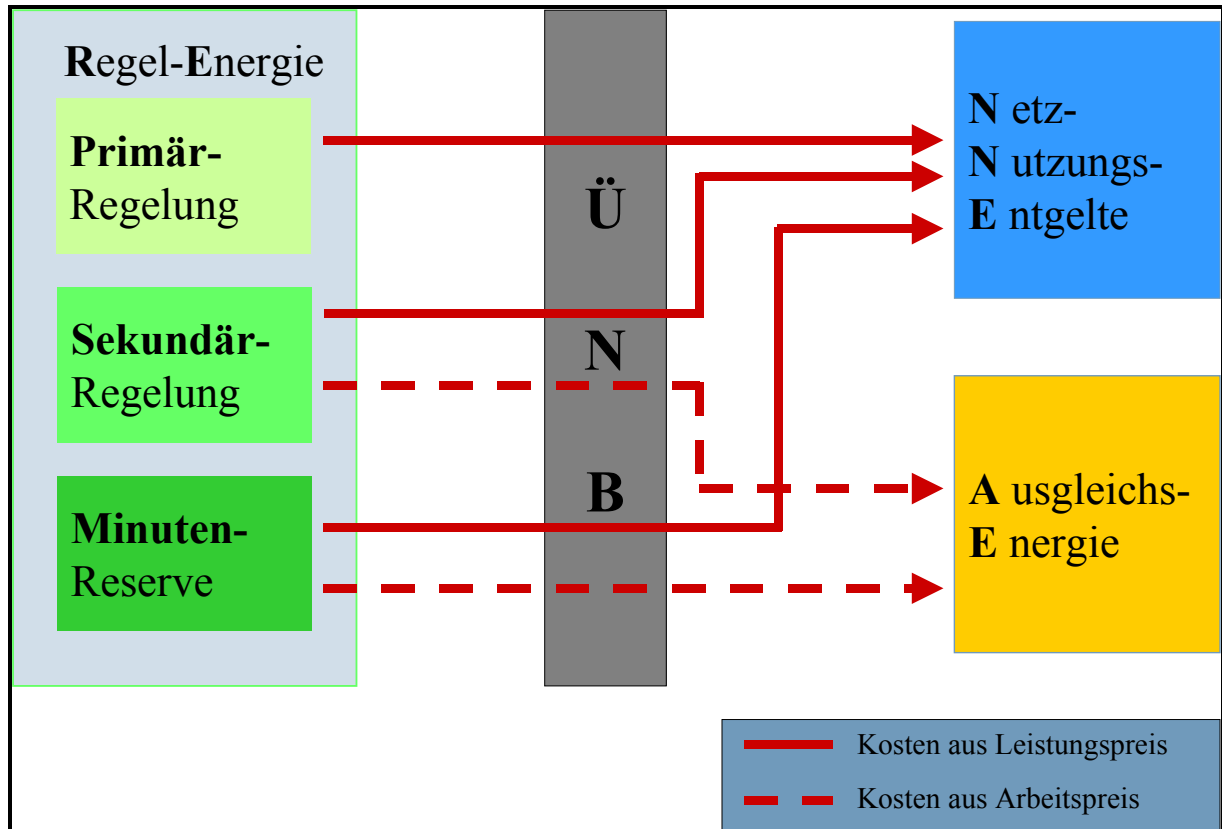 Regel-Energie
Primär-
Regelung
Sekundär-
Regelung
Minuten-
Reserve
Ü
N
B
N etz-
N utzungs-
E ntgelte
A usgleichs-
E nergie
Kosten aus Leistungspreis
Kosten aus Arbeitspreis